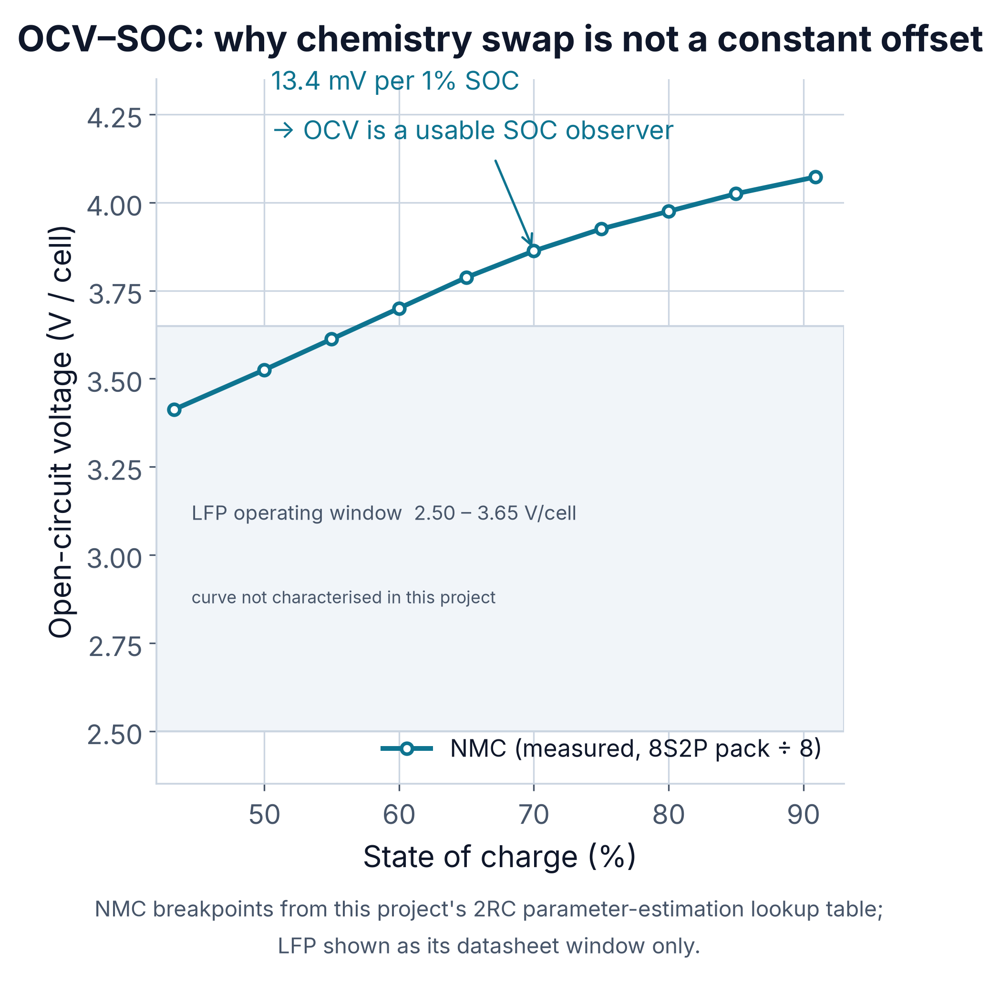 OCV–SOC: why chemistry swap is not a constant offset
13.4 mV per 1% SOC
→ OCV is a usable SOC observer
4.25
4.00
3.75
3.50
3.25
3.00
2.75
2.50
Open-circuit voltage (V / cell)
LFP operating window 2.50 – 3.65 V/cell
curve not characterised in this project
NMC (measured, 8S2P pack ÷ 8)
50 60 70 80 90
State of charge (%)
NMC breakpoints from this project's 2RC parameter-estimation lookup table;
LFP shown as its datasheet window only.